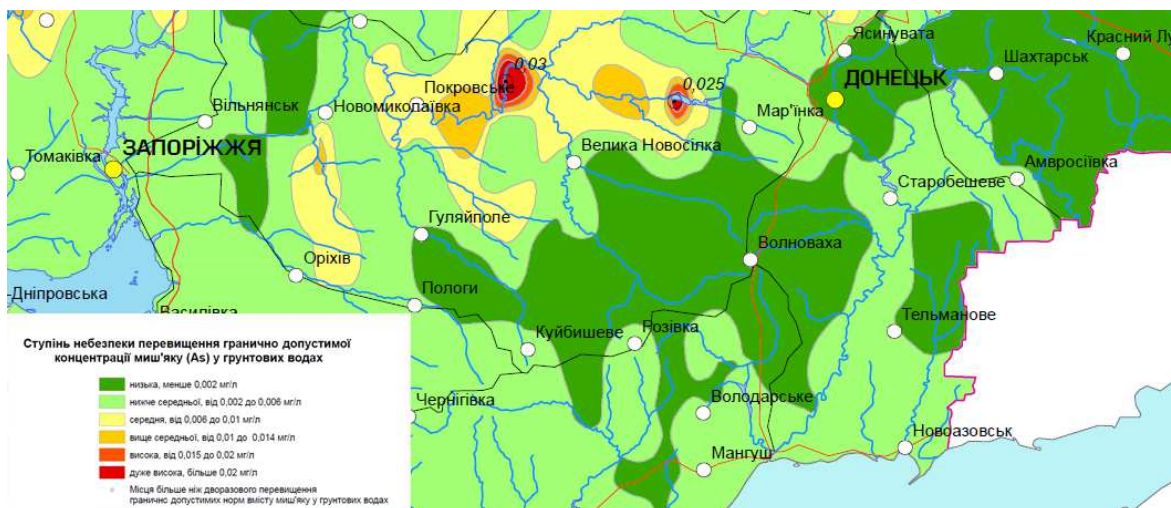 Ясинувата
Красний Лу
Шахтарськ
0,03
Покровське
0,025
ДОНЕЦЬК
Вільнянськ
Новомиколаївка
Мар'їнка
ЗАПОРІЖЖЯ
Томаківка
Велика Новосілка
Амвросіївка
Старобешеве
Гуляйполе
Волноваха
Оріхів
-Дніпровська
Пологи
Василівка
Куйбишеве
Розівка
Тельманове
Чернігівка
Володарське
Новоазовськ
Мангуш
Ступінь небезпеки перевищення гранично допустимої
концентрації миш'яку (As) у грунтових водах
низька, менше 0,002 мг/л
нижче середньої, від 0,002 до 0,006 мг/л
середня, від 0,006 до 0,01 мг/л
вище середньої, від 0,01 до 0,014 мг/л
висока, від 0,015 до 0,02 мг/л
дуже висока, більше 0,02 мг/л
Місця більше ніж дворазового перевищення
гранично допустимих норм вмісту миш'яку у грунтових водах